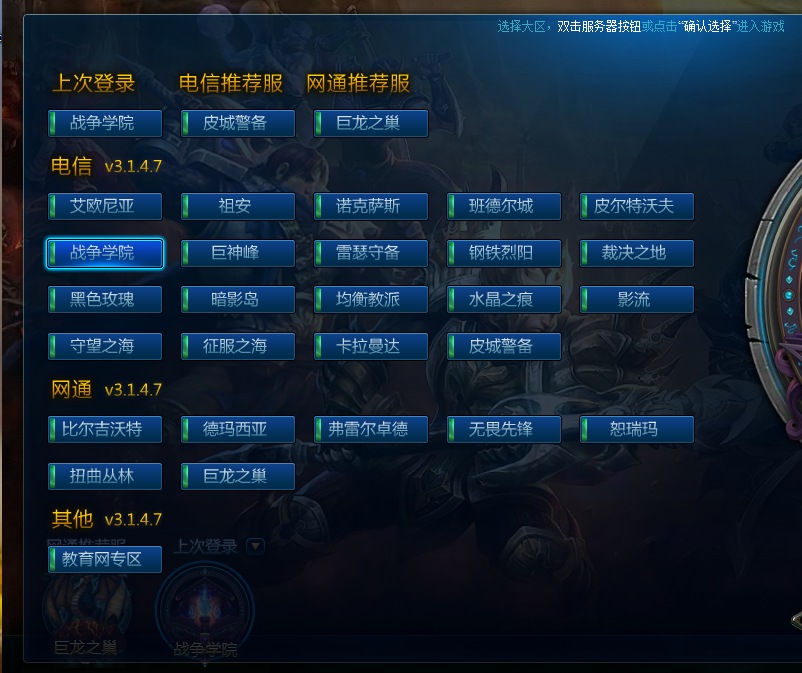 选择大区，双击服务器按钮或点击“确认选择”进入游戏
上次登录 电信推荐服 网通推荐服
战争学院 皮城警备 巨龙之巢
电信 v3.1.4.7
艾欧尼亚 祖安 诺克萨斯 班德尔城 皮尔特沃夫
战争学院 巨神峰 雷瑟守备 钢铁烈阳 裁决之地
黑色玫瑰 暗影岛 均衡教派 水晶之痕 影流
守望之海 征服之海 卡拉曼达 皮城警备
网通 v3.1.4.7
比尔吉沃特 德玛西亚 弗雷尔卓德 无畏先锋 恕瑞玛
扭曲丛林 巨龙之巢
其他 v3.1.4.7
网通推荐服 上次登录
教育网专区
巨龙之巢 战争学院